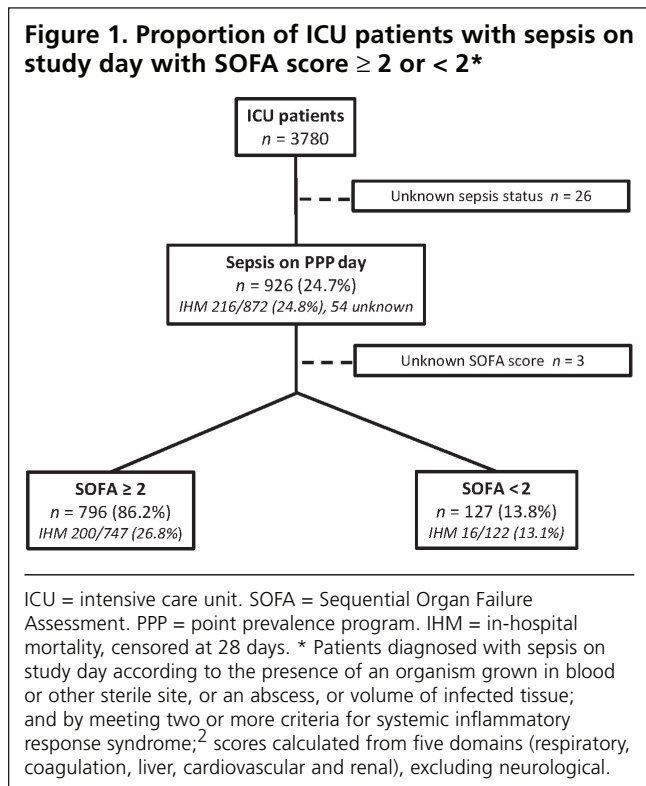 Figure 1. Proportion of ICU patients with sepsis on
study day with SOFA score ≥ 2 or < 2*
ICU patients
n = 3780
Unknown sepsis status n = 26
Sepsis on PPP day
n = 926 (24.7%)
IHM 216/872 (24.8%), 54 unknown
Unknown SOFA score n = 3
SOFA ≥ 2
n = 796 (86.2%)
IHM 200/747 (26.8%)
SOFA < 2
n = 127 (13.8%)
IHM 16/122 (13.1%)
ICU = intensive care unit. SOFA = Sequential Organ Failure
Assessment. PPP = point prevalence program. IHM = in-hospital
mortality, censored at 28 days. * Patients diagnosed with sepsis on
study day according to the presence of an organism grown in blood
or other sterile site, or an abscess, or volume of infected tissue;
and by meeting two or more criteria for systemic inflammatory
response syndrome;2 scores calculated from five domains (respiratory,
coagulation, liver, cardiovascular and renal), excluding neurological.